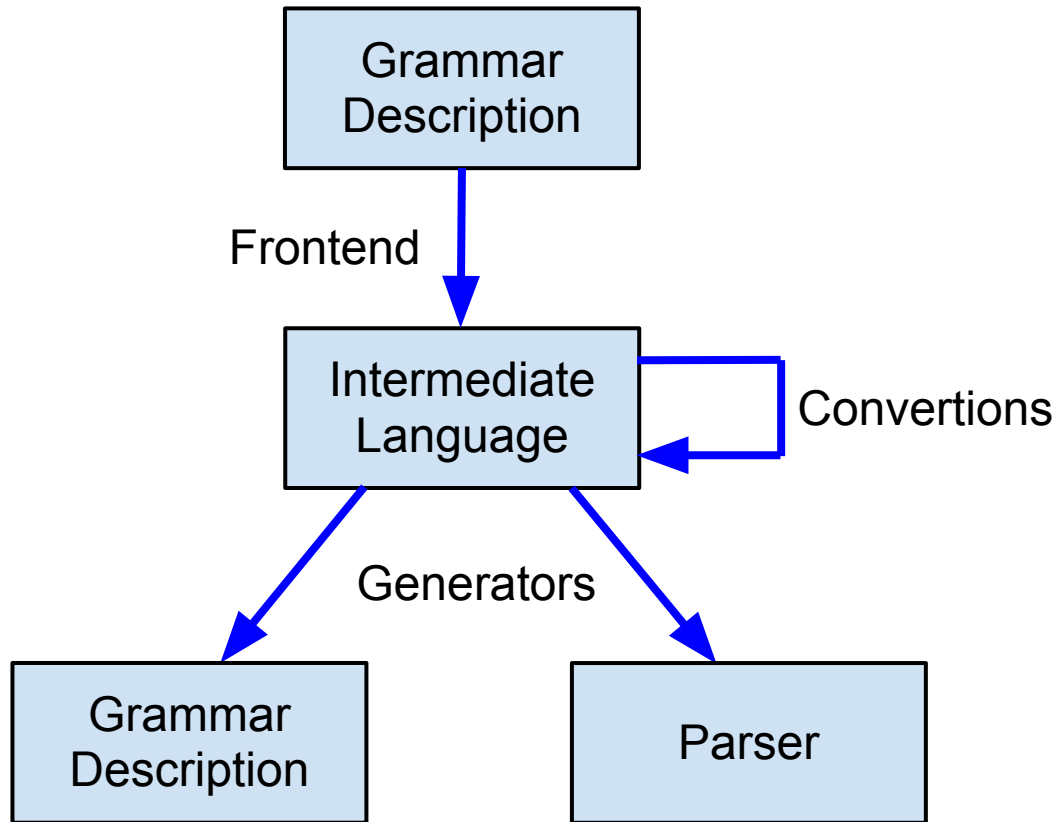 Grammar
Description
Frontend
Intermediate
Language
Convertions
Generators
Grammar
Description
Parser